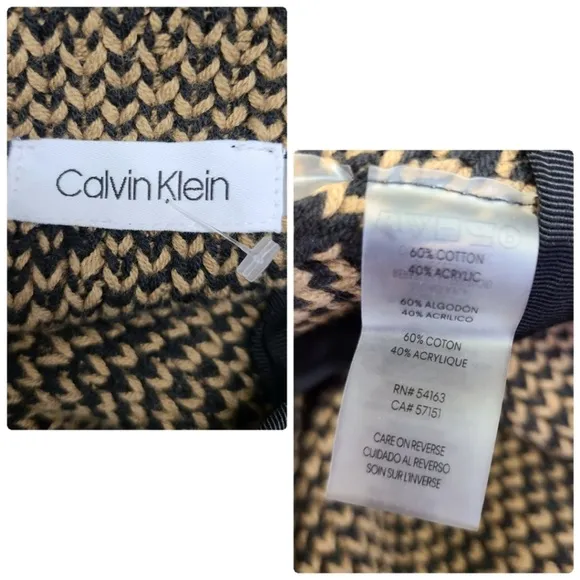 Calvin Klein
60% COTTON
40% ACRYLIC
60% ALGODON
40% ACRILICO
60% COTON
40% ACRYLIQUE
RN# 54163
CA# 57151
CARE ON REVERSE
CUIDADO AL REVERSO
SOIN SUR L'INVERSE